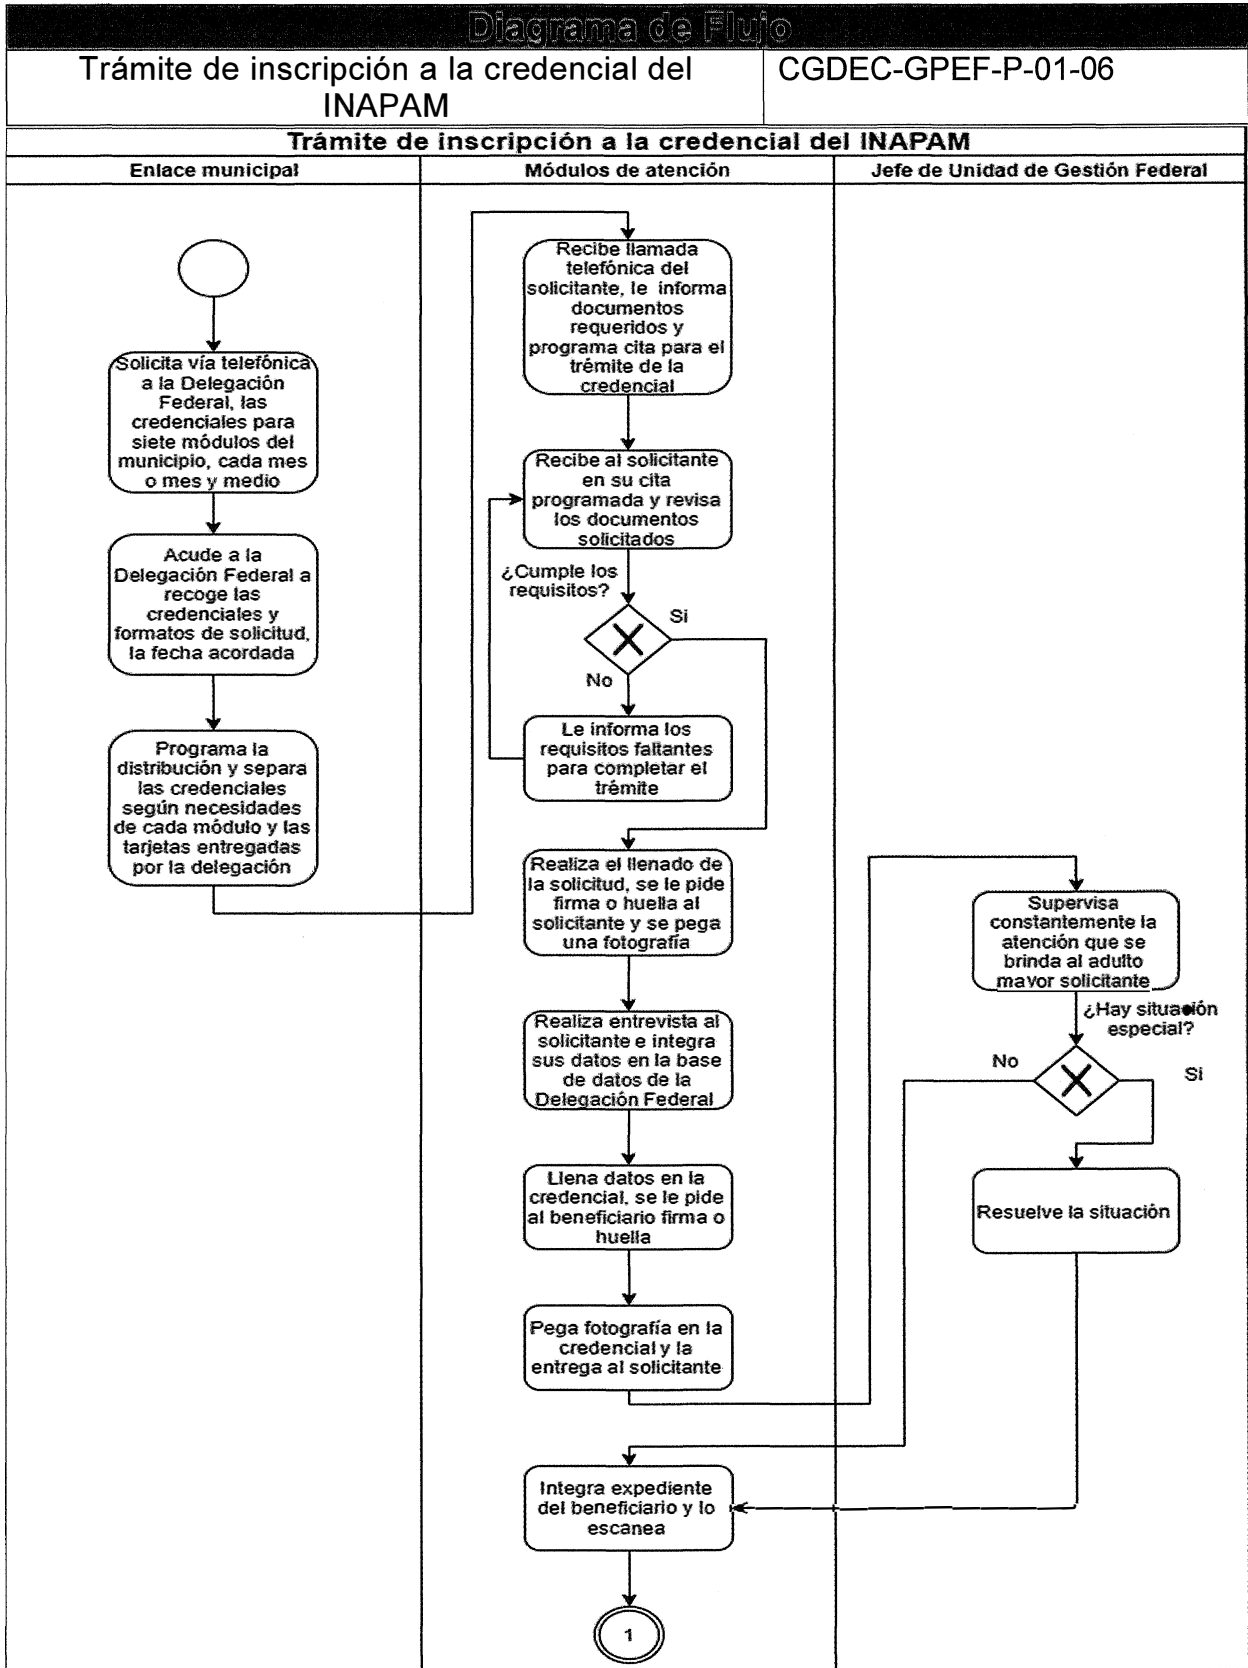 Diagrama de Flujo
Trámite de inscripción a la credencial del
INAPAM
CGDEC-GPEF-P-01-06
Trámite de inscripción a la credencial del INAPAM
Enlace municipal
Módulos de atención
Jefe de Unidad de Gestión Federal
Solicita vía telefónica
a la Delegación
Federal, las
credenciales para
siete módulos del
municipio, cada mes
o mes y medio
Acude a la
Delegación Federal a
recoge las
credenciales y
formatos de solicitud,
la fecha acordada
Programa la
distribución y separa
las credenciales
según necesidades
de cada módulo y las
tarjetas entregadas
por la delegación
Recibe llamada
telefónica del
solicitante, le informa
documentos
requeridos y
programa cita para el
trémite de la
credencial
Recibe al solicitante
en su cita
programada y revisa
los documentos
solicitados
¿Cumple los
requisitos?
Si
No
Le informa los
requisitos faltantes
para completar el
trémite
Realiza el llenado de
la solicitud, se le pide
firma o huella al
solicitante y se pega
una fotografía
Realiza entrevista al
solicitante e integra
sus datos en la base
de datos de la
Delegación Federal
Llena datos en la
credencial, se le pide
al beneficiario firma o
huella
Pega fotografía en la
credencial y la
entrega al solicitante
Supervisa
constantemente la
atención que se
brinda al adulto
mayor solicitante
¿Hay situación
especial?
No
Si
Resuelve la situación
Integra expediente
del beneficiario y lo
escanea
1